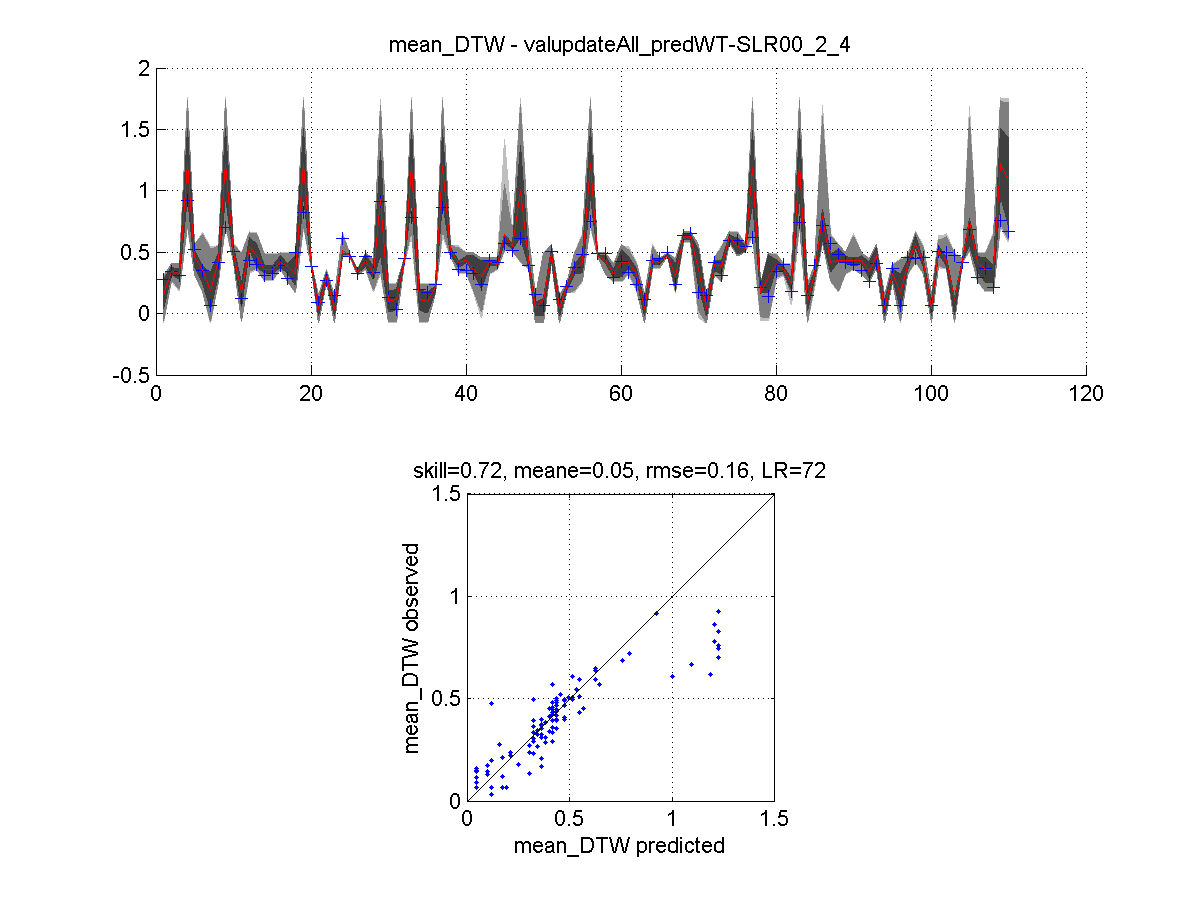 mean_DTW - valupdateAll_predWT-SLR00_2_4
2
1.5
1
0.5
0
-0.5
0 20 40 60 80 100 120
skill=0.72, meane=0.05, rmse=0.16, LR=72
1.5
1
0.5
0
mean_DTW observed
0 0.5 1 1.5
mean_DTW predicted